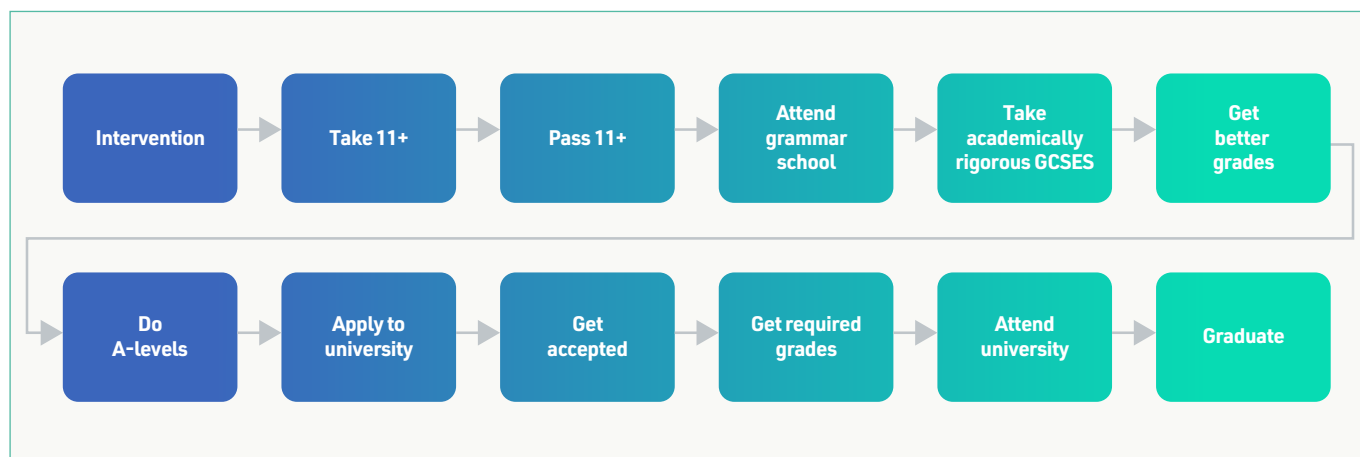 Intervention
Take 11+
Pass 11+
Attend
grammar
school
Take
academically
rigorous GCSES
Get
better
grades
Do
A-levels
Apply to
university
Get
accepted
Get required
grades
Attend
university
Graduate